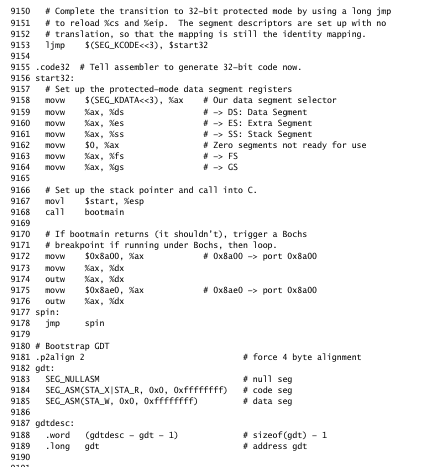 9150 # Complete the transition to 32-bit protected mode by using a long jmp
9151 # to reload %cs and %eip. The segment descriptors are set up with no
9152 # translation, so that the mapping is still the identity mapping.
9153 ljmp $(SEG_KCODE<<3), $start32
9154
9155 .code32 # Tell assembler to generate 32-bit code now.
9156 start32:
9157 # Set up the protected-mode data segment registers
9158 movw $(SEG_KDATA<<3), %ax # Our data segment selector
9159 movw %ax, %ds # -> DS: Data Segment
9160 movw %ax, %es # -> ES: Extra Segment
9161 movw %ax, %ss # -> SS: Stack Segment
9162 movw $0, %ax # Zero segments not ready for use
9163 movw %ax, %fs # -> FS
9164 movw %ax, %gs # -> GS
9165
9166 # Set up the stack pointer and call into C.
9167 movl $start, %esp
9168 call bootmain
9169
9170 # If bootmain returns (it shouldn't), trigger a Bochs
9171 # breakpoint if running under Bochs, then loop.
9172 movw $0x8a00, %ax # 0x8a00 -> port 0x8a00
9173 movw %ax, %dx
9174 outw %ax, %dx
9175 movw $0x8ae0, %ax # 0x8ae0 -> port 0x8a00
9176 outw %ax, %dx
9177 spin:
9178 jmp spin
9179
9180 # Bootstrap GDT
9181 .p2align 2 # force 4 byte alignment
9182 gdt:
9183 SEG_NULLASM # null seg
9184 SEG_ASM(STA_X|STA_R, 0x0, 0xffffffff) # code seg
9185 SEG_ASM(STA_W, 0x0, 0xffffffff) # data seg
9186
9187 gdtdesc:
9188 .word (gdtdesc - gdt - 1) # sizeof(gdt) - 1
9189 .long gdt # address gdt
9190